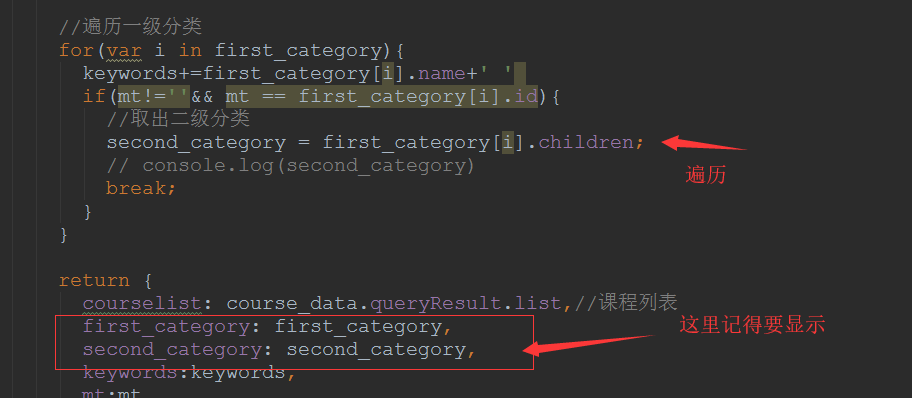 //遍历一级分类
for(var i in first_category){
keywords+=first_category[i].name+' '
if(mt!=''&& mt == first_category[i].id){
//取出二级分类
second_category = first_category[i].children;
// console.log(second_category)
遍历
break;
}
}
return {
courselist: course_data.queryResult.list,//课程列表
first_category: first_category,
这里记得要显示
second_category: second_category,
keywords:keywords,
mt:mt